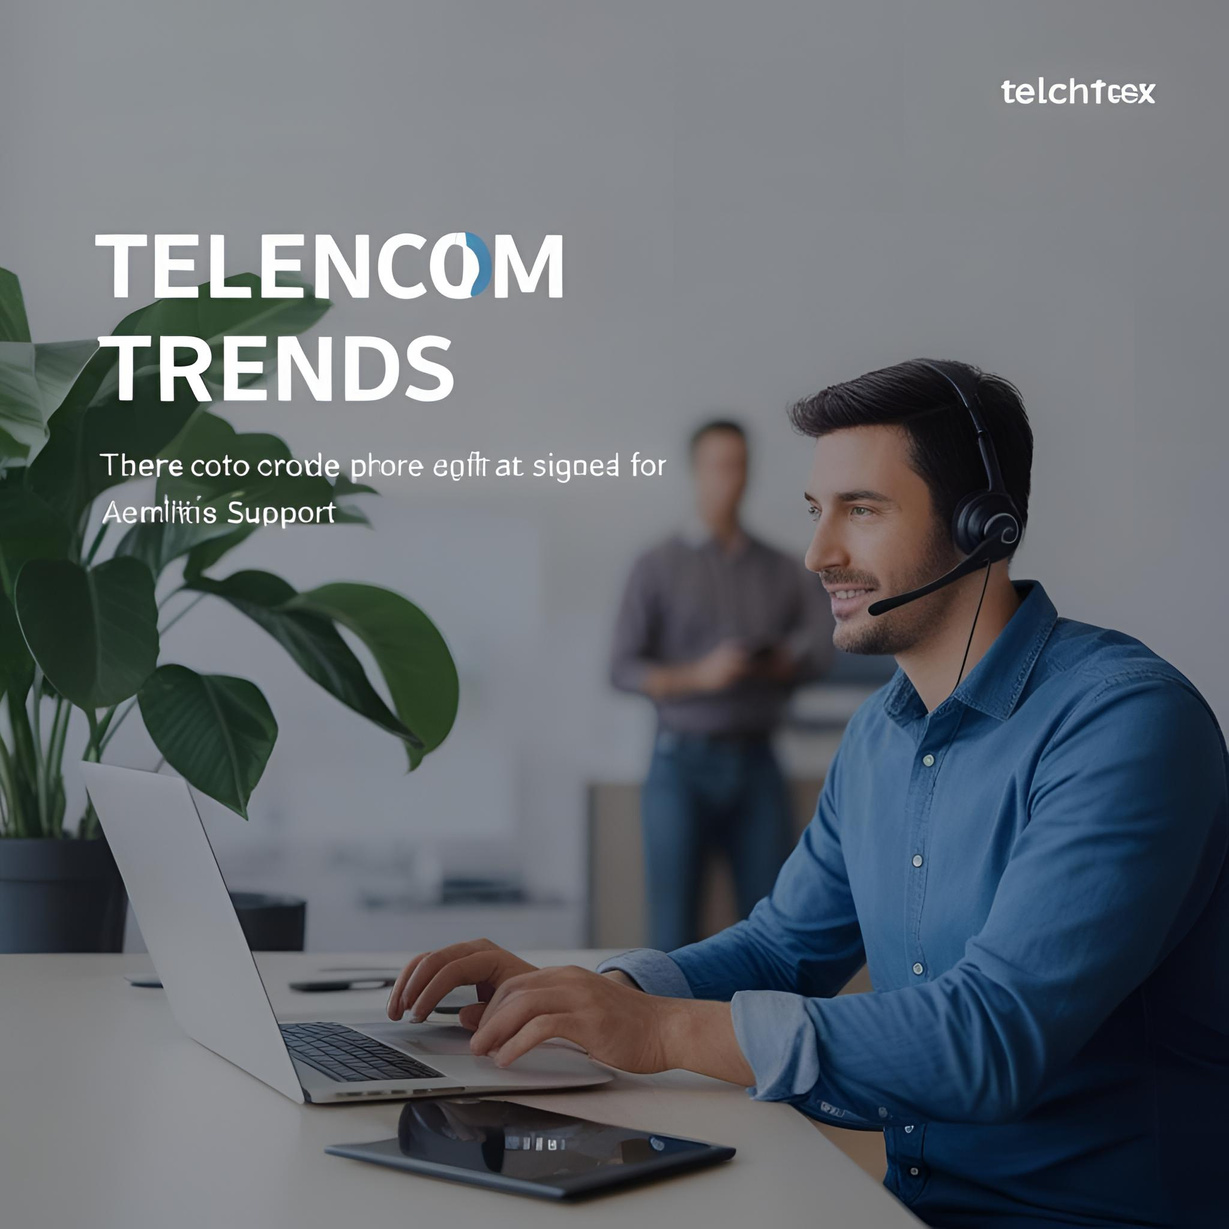 TELENCOM
TRENDS
There coto crode phore at signed for
Support